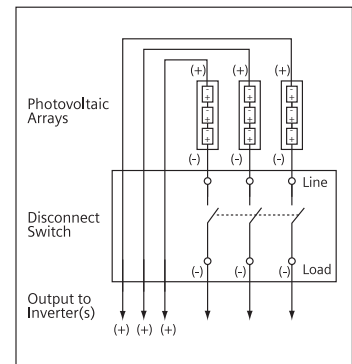 (+) (+) (+)
Photovoltaic
Arrays
- + - + - +
- + - + - +
- + - + - +
(-) (-) (-)
Line
Disconnect
Switch
(-) (-) (-) Load
Output to
Inverter(s)
(+) (+) (+)